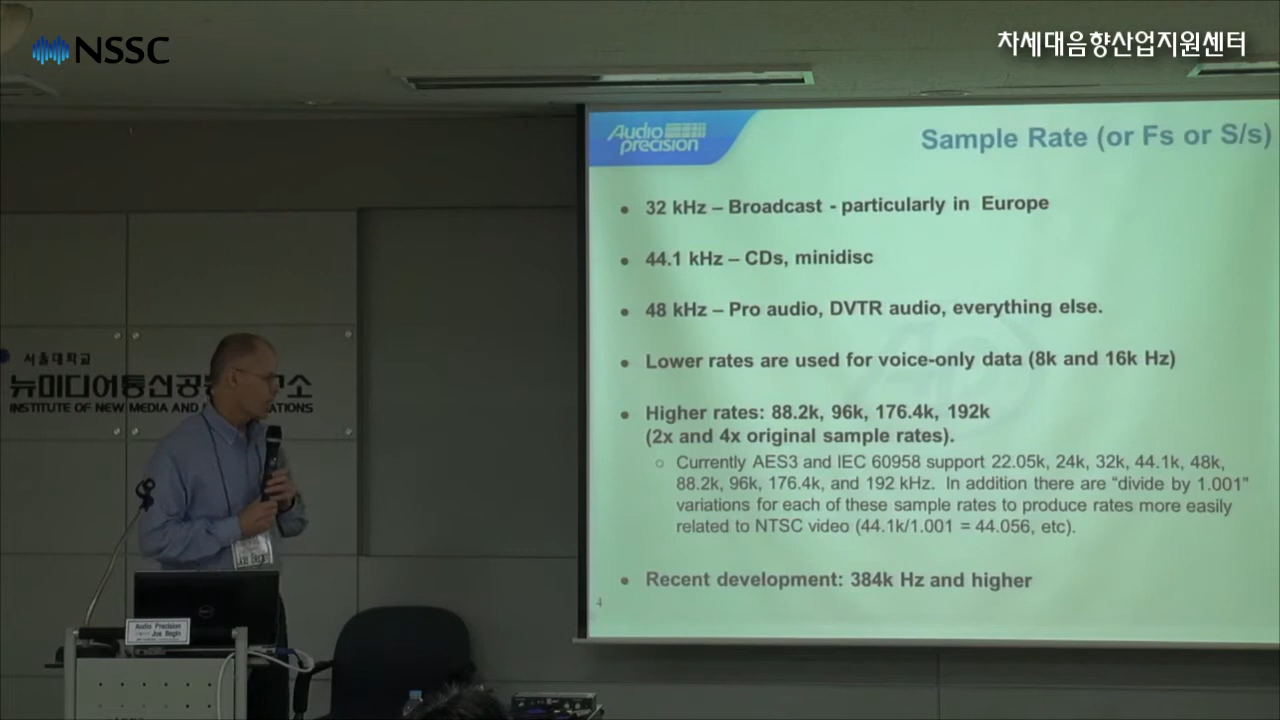 NSSC
차세대음향산업지원센터
Audio
precision
Sample Rate (or Fs or S/s)
• 32 kHz – Broadcast - particularly in Europe
• 44.1 kHz – CDs, minidisc
• 48 kHz – Pro audio, DVTR audio, everything else.
• Lower rates are used for voice-only data (8k and 16k Hz)
• Higher rates: 88.2k, 96k, 176.4k, 192k
(2x and 4x original sample rates).
○ Currently AES3 and IEC 60958 support 22.05k, 24k, 32k, 44.1k, 48k,
88.2k, 96k, 176.4k, and 192 kHz. In addition there are “divide by 1.001”
variations for each of these sample rates to produce rates more easily
related to NTSC video (44.1k/1.001 = 44.056, etc).
• Recent development: 384k Hz and higher
4
서울대학교
뉴미디어통신공
소
INSTITUTE OF NEW MEDIA AND
Joe Begin
DELL
Audio Precision
Joe Begin